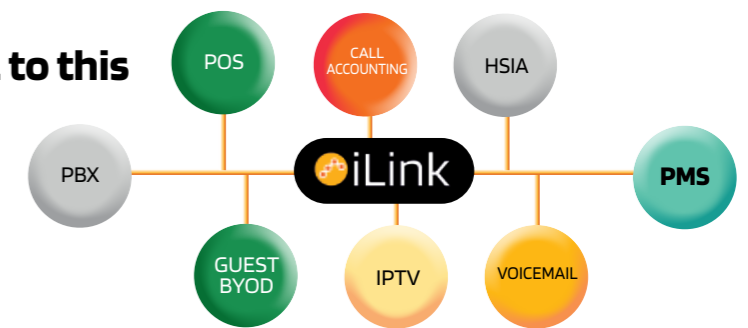 to this
POS
CALL
ACCOUNTING
HSIA
PBX
iLink
PMS
GUEST
BYOD
IPTV
VOICEMAIL